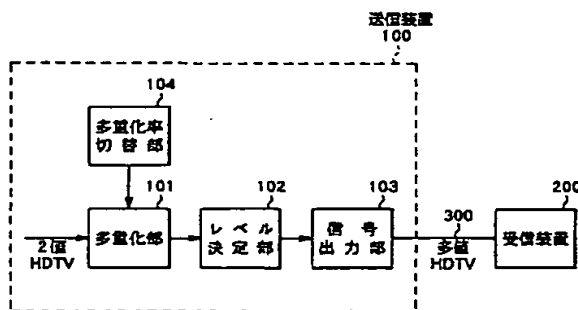 送信装置
100
104
多重化率
切替部
101
102
103
200
2値
HDTV
多重化部
レベル
決定部
信号
出力部
300
多値
HDTV
受信装置